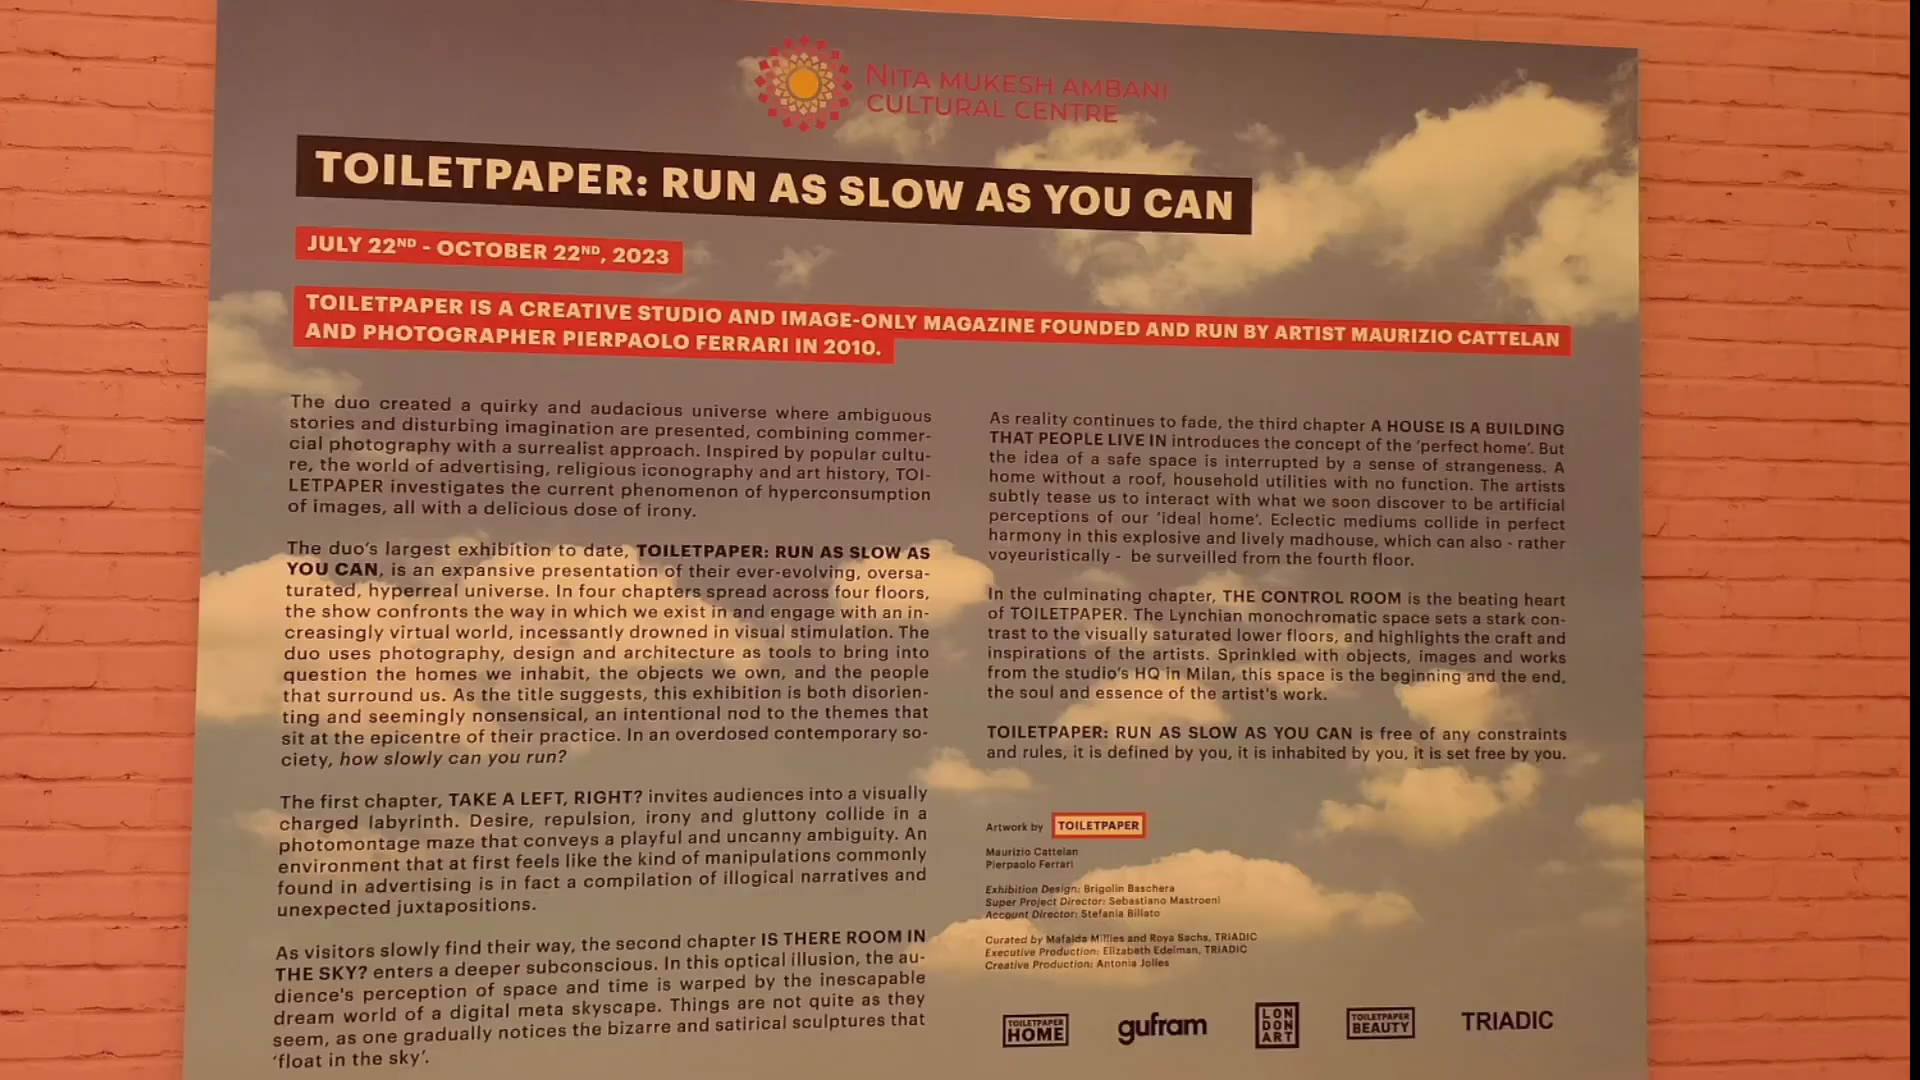 NITA MUKESH AMBANI
CULTURAL CENTRE
TOILETPAPER: RUN AS SLOW AS YOU CAN
JULY 22ND - OCTOBER 22ND, 2023
TOILETPAPER IS A CREATIVE STUDIO AND IMAGE-ONLY MAGAZINE FOUNDED AND RUN BY ARTIST MAURIZIO CATTELAN
AND PHOTOGRAPHER PIERPAOLO FERRARI IN 2010.
The duo created a quirky and audacious universe where ambiguous
stories and disturbing imagination are presented, combining commer-
cial photography with a surrealist approach. Inspired by popular cultu-
re, the world of advertising, religious iconography and art history, TOI-
LETPAPER investigates the current phenomenon of hyperconsumption
of images, all with a delicious dose of irony.
The duo's largest exhibition to date, TOILETPAPER: RUN AS SLOW AS
YOU CAN, is an expansive presentation of their ever-evolving, oversa-
turated, hyperreal universe. In four chapters spread across four floors,
the show confronts the way in which we exist in and engage with an in-
creasingly virtual world, incessantly drowned in visual stimulation. The
duo uses photography, design and architecture as tools to bring into
question the homes we inhabit, the objects we own, and the people
that surround us. As the title suggests, this exhibition is both disorien-
ting and seemingly nonsensical, an intentional nod to the themes that
sit at the epicentre of their practice. In an overdosed contemporary so-
ciety, how slowly can you run?
The first chapter, TAKE A LEFT, RIGHT? invites audiences into a visually
charged labyrinth. Desire, repulsion, irony and gluttony collide in a
photomontage maze that conveys a playful and uncanny ambiguity. An
environment that at first feels like the kind of manipulations commonly
found in advertising is in fact a compilation of illogical narratives and
unexpected juxtapositions.
As visitors slowly find their way, the second chapter IS THERE ROOM IN
THE SKY? enters a deeper subconscious. In this optical illusion, the au-
dience's perception of space and time is warped by the inescapable
dream world of a digital meta skyscape. Things are not quite as they
seem, as one gradually notices the bizarre and satirical sculptures that
'float in the sky'.
As reality continues to fade, the third chapter A HOUSE IS A BUILDING
THAT PEOPLE LIVE IN introduces the concept of the 'perfect home'. But
the idea of a safe space is interrupted by a sense of strangeness. A
home without a roof, household utilities with no function. The artists
subtly tease us to interact with what we soon discover to be artificial
perceptions of our 'ideal home'. Eclectic mediums collide in perfect
harmony in this explosive and lively madhouse, which can also - rather
voyeuristically - be surveilled from the fourth floor.
In the culminating chapter, THE CONTROL ROOM is the beating heart
of TOILETPAPER. The Lynchian monochromatic space sets a stark con-
trast to the visually saturated lower floors, and highlights the craft and
inspirations of the artists. Sprinkled with objects, images and works
from the studio's HQ in Milan, this space is the beginning and the end,
the soul and essence of the artist's work.
TOILETPAPER: RUN AS SLOW AS YOU CAN is free of any constraints
and rules, it is defined by you, it is inhabited by you, it is set free by you.
Artwork by TOILETPAPER
Maurizio Cattelan
Pierpaolo Ferrari
Exhibition Design: Brigolin Baschera
Super Project Director: Sebastiano Mastroeni
Account Director: Stefania Biliato
Curated by Mafalda Millies and Roya Sachs, TRIADIC
Executive Production: Elizabeth Edelman, TRIADIC
Creative Production: Antonia Jolles
TOILETPAPER
HOME
gufram
LON
DON
ART
TOILETPAPER
BEAUTY
TRIADIC